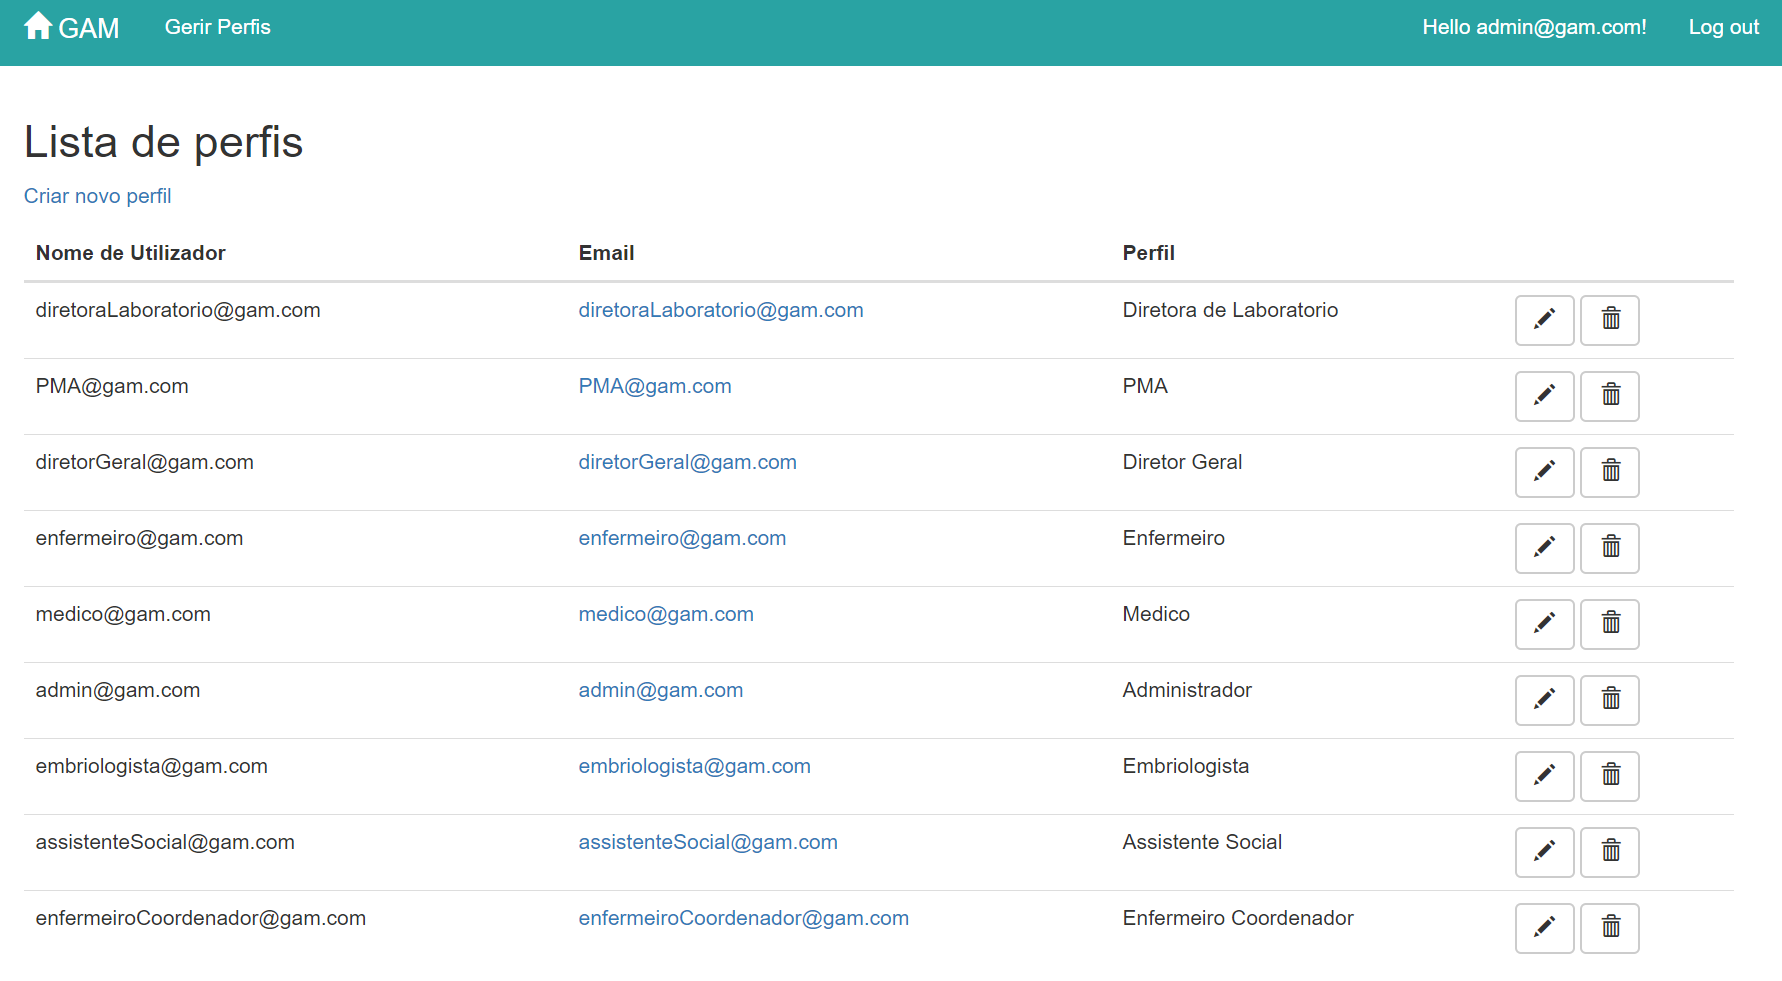 GAM Gerir Perfis Hello admin@gam.com! Log out
Lista de perfis
Criar novo perfil
Nome de Utilizador Email Perfil
diretoraLaboratorio@gam.com diretoraLaboratorio@gam.com Diretora de Laboratorio
PMA@gam.com PMA@gam.com PMA
diretorGeral@gam.com diretorGeral@gam.com Diretor Geral
enfermeiro@gam.com enfermeiro@gam.com Enfermeiro
medico@gam.com medico@gam.com Medico
admin@gam.com admin@gam.com Administrador
embriologista@gam.com embriologista@gam.com Embriologista
assistenteSocial@gam.com assistenteSocial@gam.com Assistente Social
enfermeiroCoordenador@gam.com enfermeiroCoordenador@gam.com Enfermeiro Coordenador